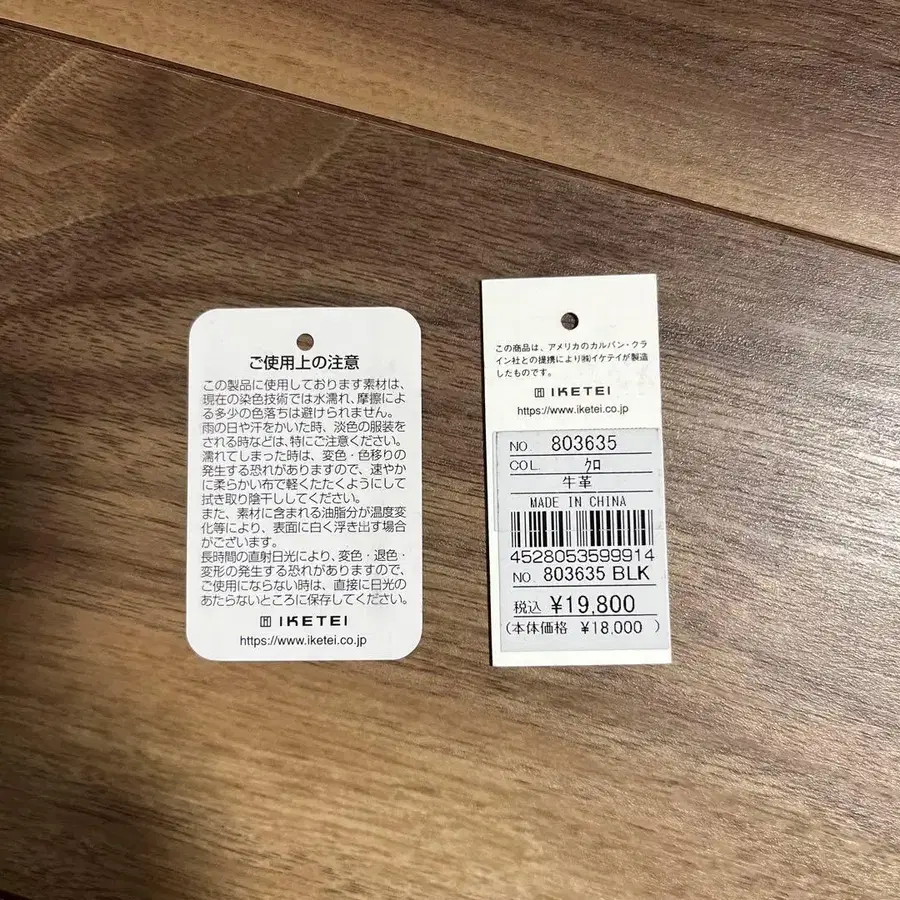 ご使用上の注意
この製品に使用しております素材は、
現在の染色技術では水濡れ、摩擦によ
る多少の色落ちは避けられません。
雨の日や汗をかいた時、淡色の服装を
される時などは、特にご注意ください。
濡れてしまった時は、変色・色移りの
発生する恐れがありますので、速やか
に柔らかい布で軽くたたくようにして
拭き取り陰干ししてください。
また、素材に含まれる油脂分が温度変
化等により、表面に白く浮き出す場合
がございます。
長時間の直射日光により、変色・退色・
変形の発生する恐れがありますので、
ご使用にならない時は、直接に日光の
あたらないところに保存してください。
IKETEI
https://www.iketei.co.jp
この商品は、アメリカのカルバン・クラ
イン社との提携により㈱イケテイが製造
したものです。
IKETEI
https://www.iketei.co.jp
NO. 803635
COL. クロ
牛革
MADE IN CHINA
4528053599914
NO. 803635 BLK
税込 ¥19,800
(本体価格 ¥18,000 )